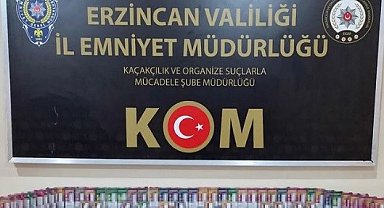 ERZİNCAN VALİLİĞİ
İL EMNİYET MÜDÜRLÜĞÜ
KAÇAKÇILIK VE ORGANİZE SUÇLARLA
MÜCADELE ŞUBE MÜDÜRLÜĞÜ
KOM